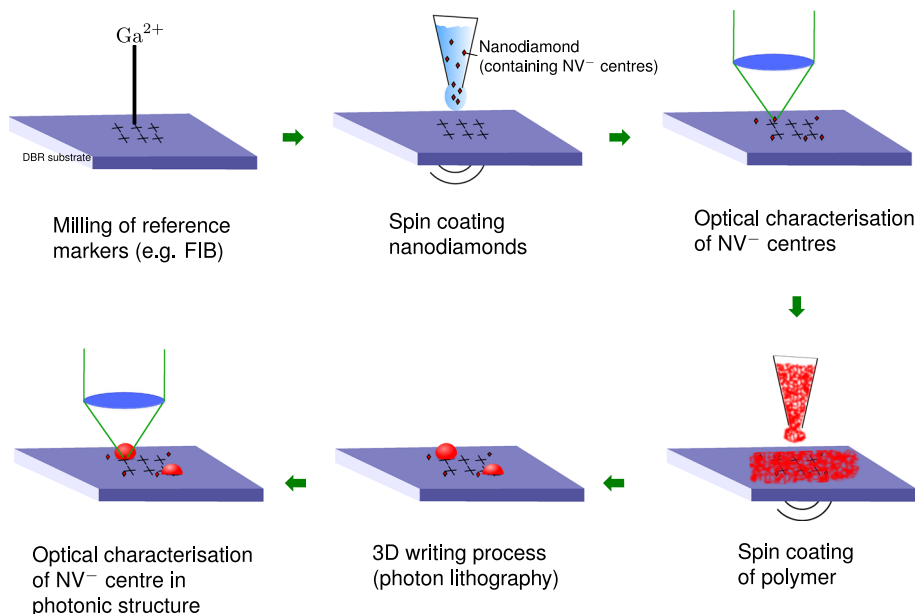 Ga²⁺
DBR substrate
Milling of reference
markers (e.g. FIB)
Nanodiamond
(containing NV⁻ centres)
Spin coating
nanodiamonds
Optical characterisation
of NV⁻ centres
Optical characterisation
of NV⁻ centre in
photonic structure
3D writing process
(photon lithography)
Spin coating
of polymer